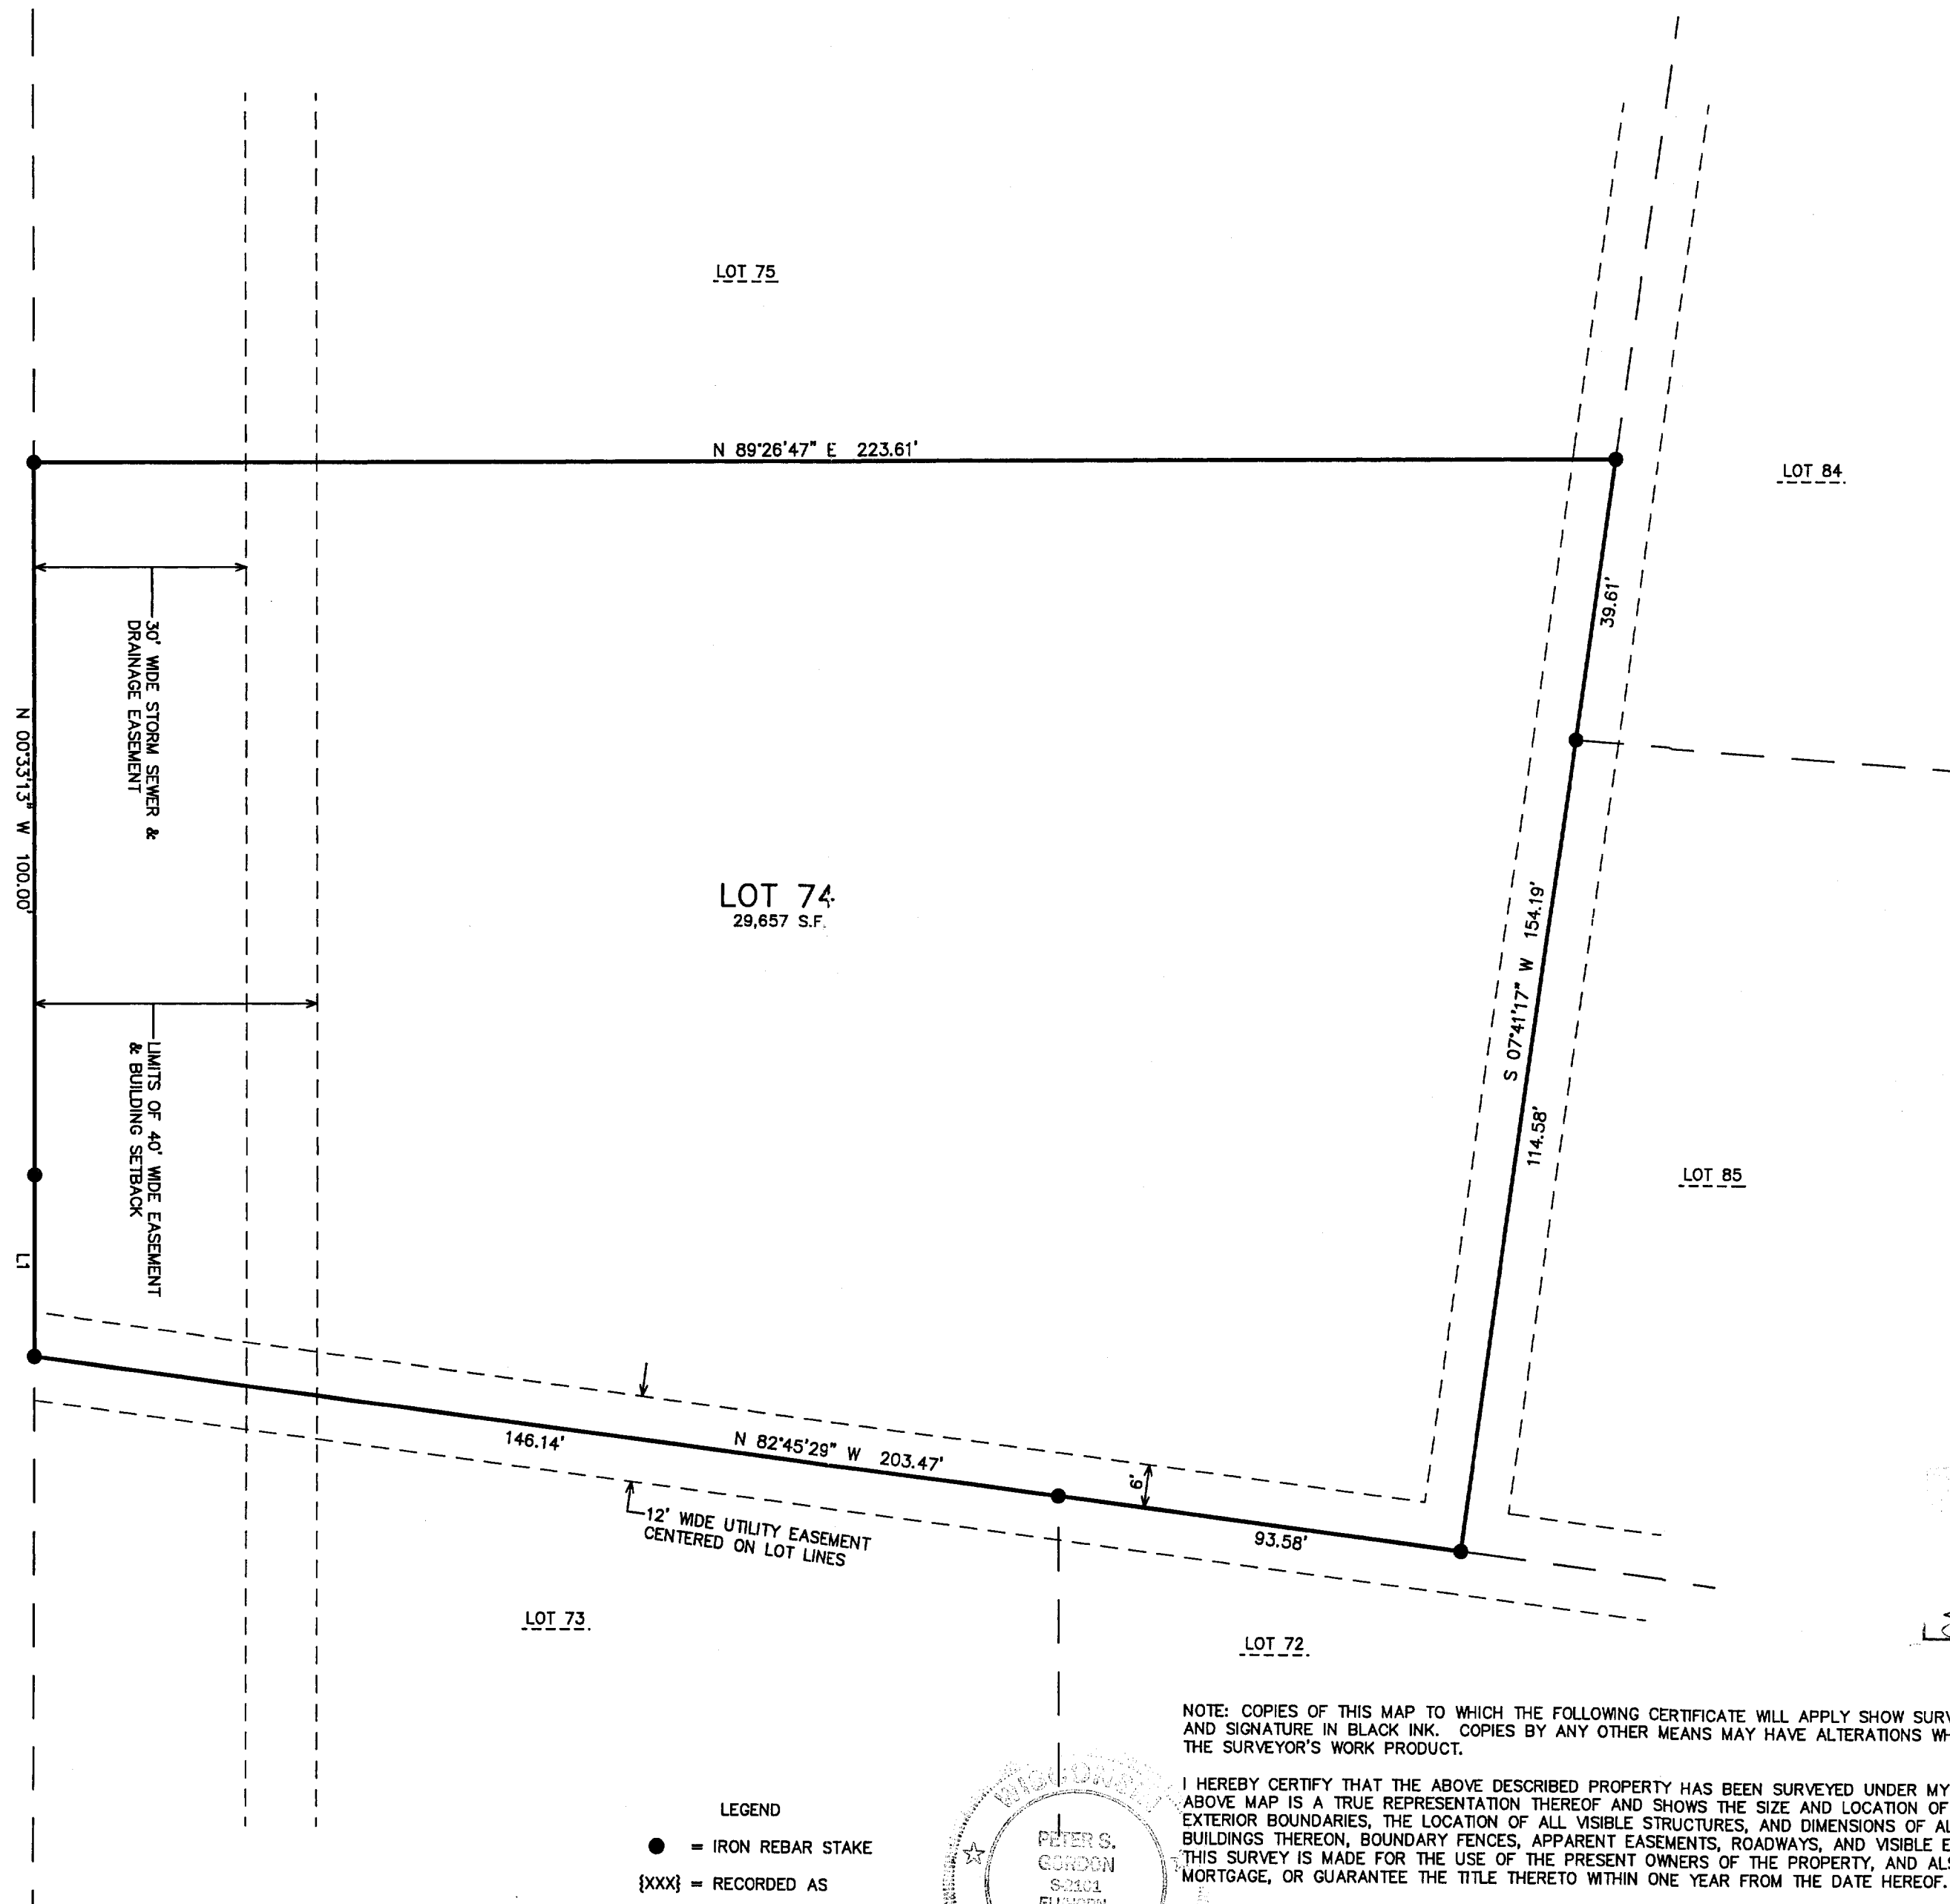 LOT 75
N 89°26'47" E 223.61'
LOT 84
39.61'
30' WIDE STORM SEWER &
DRAINAGE EASEMENT
N 00°33'13" W 100.00'
LOT 74
29,657 S.F.
S 07°41'17" W 154.19'
LIMITS OF 40' WIDE EASEMENT
& BUILDING SETBACK
114.58'
LOT 85
L1
146.14'
N 82°45'29" W 203.47'
6'
93.58'
12' WIDE UTILITY EASEMENT
CENTERED ON LOT LINES
LOT 73
LOT 72
NOTE: COPIES OF THIS MAP TO WHICH THE FOLLOWING CERTIFICATE WILL APPLY SHOW SURV
AND SIGNATURE IN BLACK INK. COPIES BY ANY OTHER MEANS MAY HAVE ALTERATIONS WH
THE SURVEYOR'S WORK PRODUCT.
I HEREBY CERTIFY THAT THE ABOVE DESCRIBED PROPERTY HAS BEEN SURVEYED UNDER MY
ABOVE MAP IS A TRUE REPRESENTATION THEREOF AND SHOWS THE SIZE AND LOCATION OF
EXTERIOR BOUNDARIES, THE LOCATION OF ALL VISIBLE STRUCTURES, AND DIMENSIONS OF AL
BUILDINGS THEREON, BOUNDARY FENCES, APPARENT EASEMENTS, ROADWAYS, AND VISIBLE E
THIS SURVEY IS MADE FOR THE USE OF THE PRESENT OWNERS OF THE PROPERTY, AND ALS
MORTGAGE, OR GUARANTEE THE TITLE THERETO WITHIN ONE YEAR FROM THE DATE HEREOF.
LEGEND
= IRON REBAR STAKE
{XXX} = RECORDED AS
WISCONSIN
PETER S.
GORDON
S-2101
ELKHORN